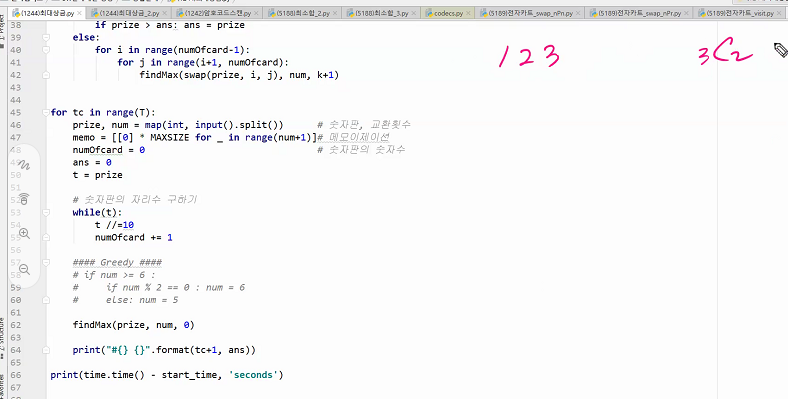 (1244)최대상금.py × (1244)최대상금_2.py × (1242)암호코드스캔.py × (5188)최소합_2.py × (5188)최소합_3.py × codecs.py × (5189)전자카트_swap_nPr.py × (5189)전자카트_swap_nPn.py × (5189)전자카트_visit.py ×
38 if prize > ans: ans = prize
39 else:
40 for i in range(numOfcard-1):
41 for j in range(i+1, numOfcard):
42 findMax(swap(prize, i, j), num, k+1)
1 2 3
3C2
43
44
45 for tc in range(T):
46 prize, num = map(int, input().split()) # 숫자판, 교환횟수
47 memo = [[0] * MAXSIZE for _ in range(num+1)]# 메모이제이션
48 numOfcard = 0 # 숫자판의 숫자수
49 ans = 0
50 t = prize
51
52 # 숫자판의 자리수 구하기
53 while(t):
54 t //=10
55 numOfcard += 1
56
57 #### Greedy ####
58 # if num >= 6 :
59 # if num % 2 == 0 : num = 6
60 # else: num = 5
61
62 findMax(prize, num, 0)
63
64 print("#{} {}".format(tc+1, ans))
65
66 print(time.time() - start_time, 'seconds')
67
68